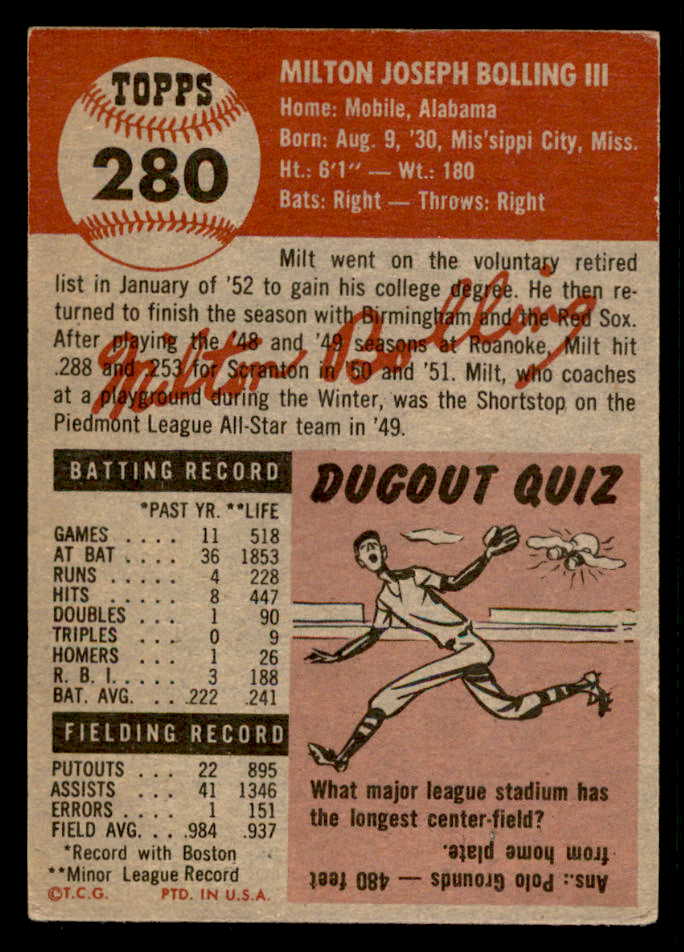 TOPPS
280
MILTON JOSEPH BOLLING III
Home: Mobile, Alabama
Born: Aug. 9, '30, Mis'sippi City, Miss.
Ht.: 6'1" — Wt.: 180
Bats: Right — Throws: Right
Milt went on the voluntary retired
list in January of '52 to gain his college degree. He then re-
turned to finish the season with Birmingham and the Red Sox.
After playing the '48 and '49 seasons at Roanoke, Milt hit
.288 and .253 for Scranton in '50 and '51. Milt, who coaches
at a playground during the Winter, was the Shortstop on the
Piedmont League All-Star team in '49.
Milton Bolling
BATTING RECORD
*PAST YR. **LIFE
GAMES .... 11 518
AT BAT .... 36 1853
RUNS ..... 4 228
HITS ..... 8 447
DOUBLES ... 1 90
TRIPLES ... 0 9
HOMERS ... 1 26
R. B. I..... 3 188
BAT. AVG. ... .222 .241
FIELDING RECORD
PUTOUTS ... 22 895
ASSISTS .... 41 1346
ERRORS .... 1 151
FIELD AVG. ... .984 .937
*Record with Boston
**Minor League Record
©T.C.G. PTD. IN U.S.A.
DUGOUT QUIZ
What major league stadium has
the longest center-field?
Ans.: Polo Grounds — 480 feet
from home plate.